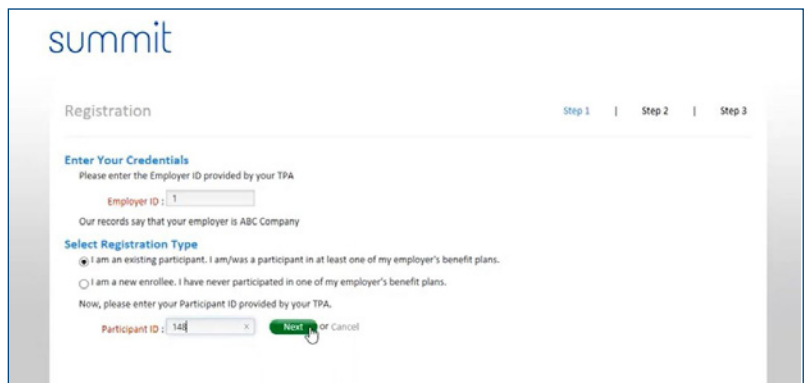 summit
Registration
Step 1 | Step 2 | Step 3
Enter Your Credentials
Please enter the Employer ID provided by your TPA
Employer ID : 1
Our records say that your employer is ABC Company
Select Registration Type
I am an existing participant. I am/was a participant in at least one of my employer's benefit plans.
I am a new enrollee. I have never participated in one of my employer's benefit plans.
Now, please enter your Participant ID provided by your TPA.
Participant ID : 148 × Next or Cancel